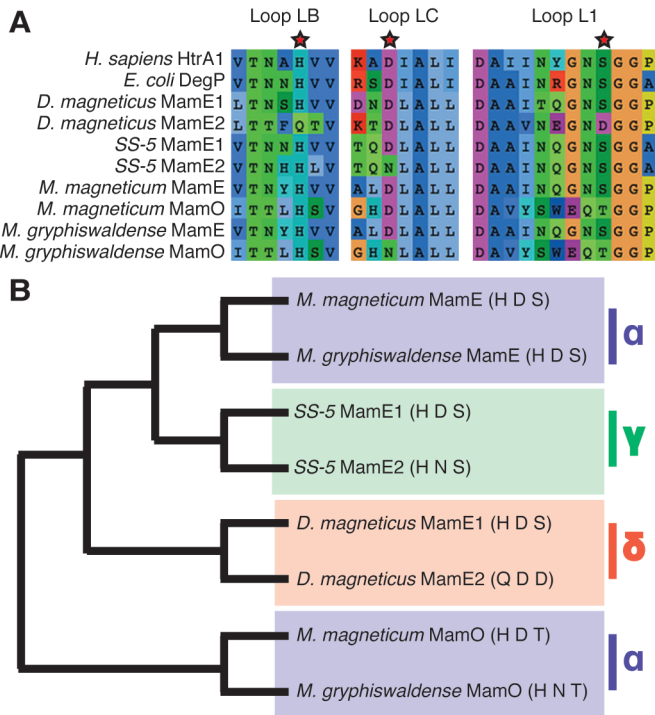 A
Loop LB Loop LC Loop L1
H. sapiens HtrA1 VTNAHVV KADIALI DAIINYGNSGGP
E. coli DegP VTNNHVV RSDIALI DAAINRGNSGGA
D. magneticus MamE1 LTNSHVV DNDLALL DAAITQGNSGGP
D. magneticus MamE2 LTTFQTV KTDLALL DAAVNEGNDGGP
SS-5 MamE1 VTNNHVV TQDLALL DAAINPGNSGGA
SS-5 MamE2 VTNHHLV TQNLALL DAAINPGNSGGA
M. magneticum MamE VTNYHVV ALDLALL DAAINQGNSGGP
M. magneticum MamO ITTLHSV GHDLALL DAVYSWEQTGGP
M. gryphiswaldense MamE VTNYHVV ALDLALL DAAINQGNSGGP
M. gryphiswaldense MamO ITTLHSV GHNLALL DAVYSWEQTGGP
B
M. magneticum MamE (H D S)
α
M. gryphiswaldense MamE (H D S)
SS-5 MamE1 (H D S)
γ
SS-5 MamE2 (H N S)
D. magneticus MamE1 (H D S)
δ
D. magneticus MamE2 (Q D D)
M. magneticum MamO (H D T)
α
M. gryphiswaldense MamO (H N T)